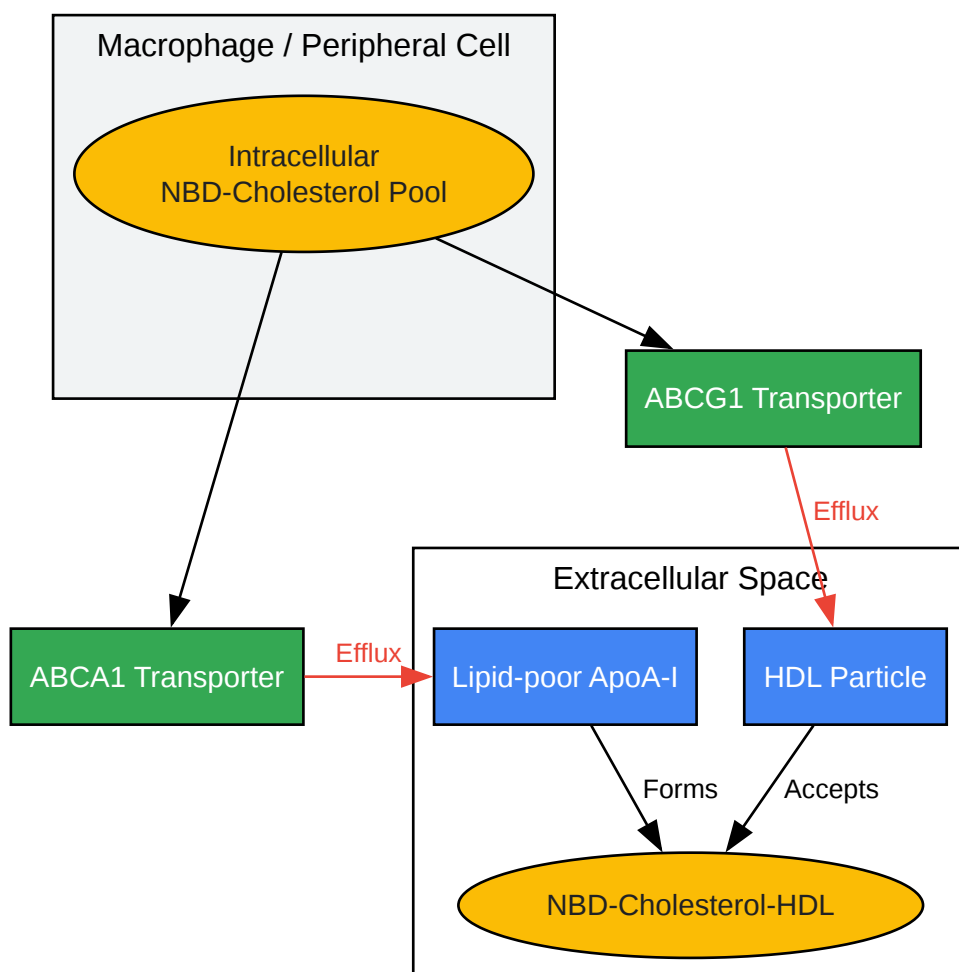 Macrophage / Peripheral Cell
Intracellular
NBD-Cholesterol Pool
ABCG1 Transporter
Efflux
Extracellular Space
ABCA1 Transporter
Efflux
Lipid-poor ApoA-I
HDL Particle
Forms
Accepts
NBD-Cholesterol-HDL